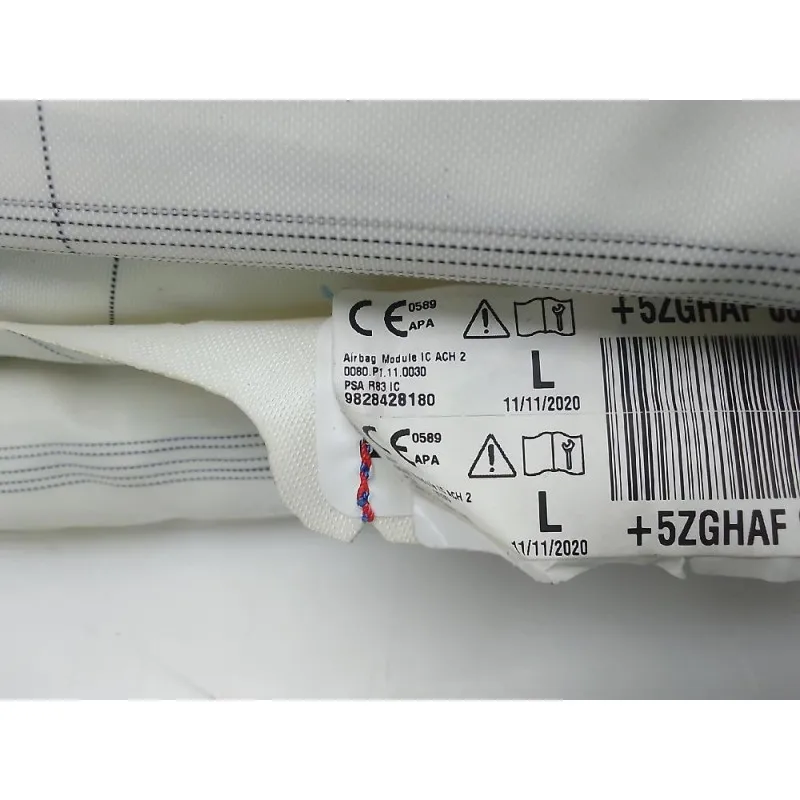 CE 0589
APA
+5ZGHAF
Airbag Module IC ACH 2
0080.P1.11.0030
PSA R83 IC
9828428180
L
11/11/2020
CE 0589
APA
ACH 2
L
11/11/2020
+5ZGHAF